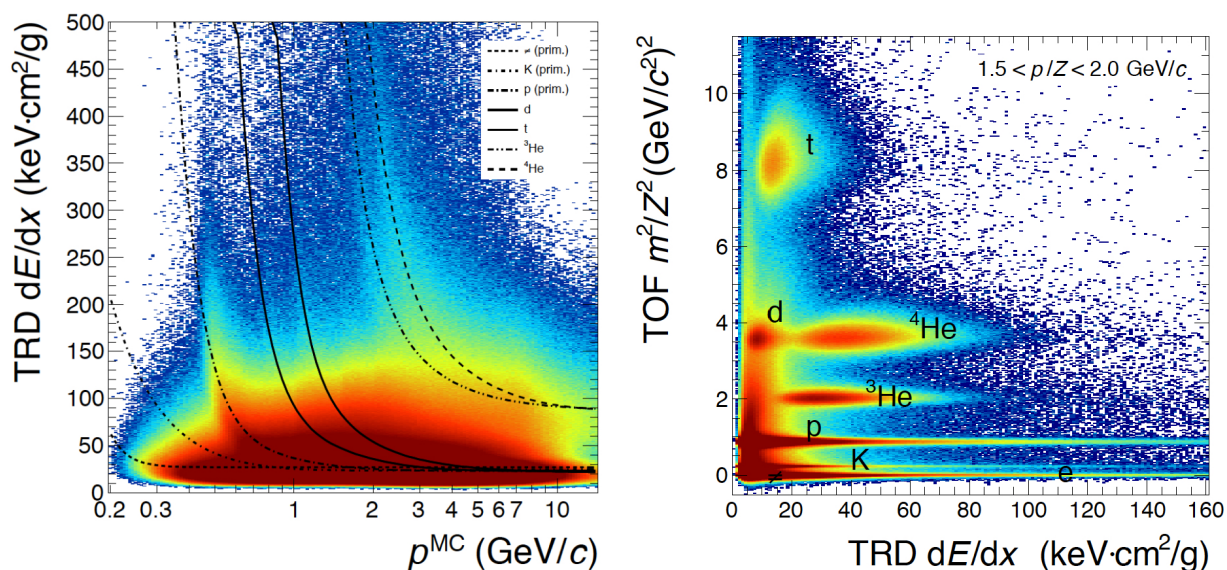 TRD dE/dx (keV·cm²/g)
500
450
400
350
300
250
200
150
100
50
0
≠ (prim.)
K (prim.)
p (prim.)
d
t
³He
⁴He
0.2 0.3 1 2 3 4 5 6 7 10
pᴹᶜ (GeV/c)
TOF m²/Z² (GeV/c²)²
10
8
6
4
2
0
1.5 < p/Z < 2.0 GeV/c
t
d
⁴He
³He
p
K
≠
e
0 20 40 60 80 100 120 140 160
TRD dE/dx (keV·cm²/g)